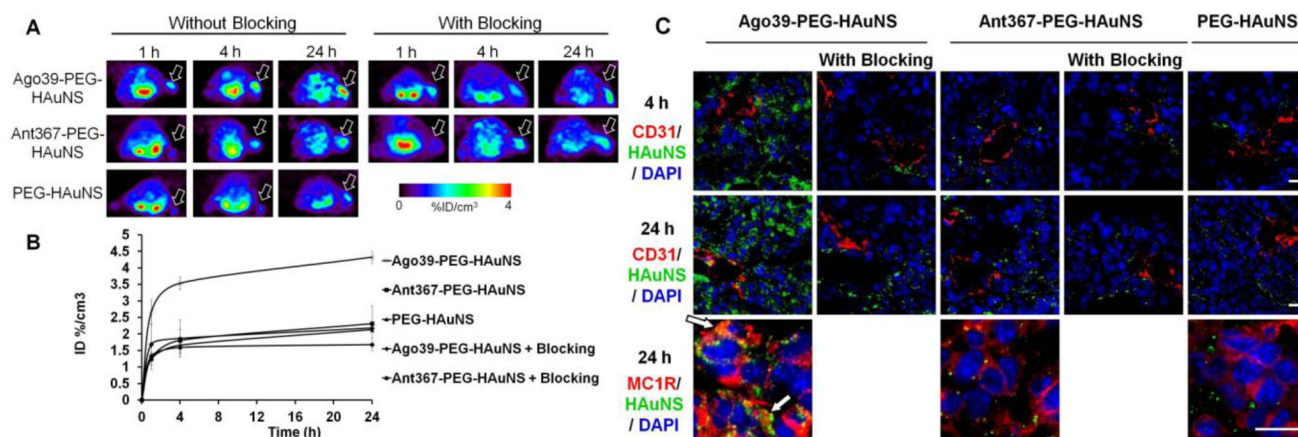 A
Without Blocking
With Blocking
1 h
4 h
24 h
1 h
4 h
24 h
Ago39-PEG-
HAuNS
Ant367-PEG-
HAuNS
PEG-HAuNS
0
%ID/cm³
4
B
ID %/cm3
5
4.5
4
3.5
3
2.5
2
1.5
1
0.5
0
0
4
8
12
16
20
24
Time (h)
Ago39-PEG-HAuNS
Ant367-PEG-HAuNS
PEG-HAuNS
Ago39-PEG-HAuNS + Blocking
Ant367-PEG-HAuNS + Blocking
C
Ago39-PEG-HAuNS
Ant367-PEG-HAuNS
PEG-HAuNS
With Blocking
With Blocking
4 h
CD31/
HAuNS
/ DAPI
24 h
CD31/
HAuNS
/ DAPI
24 h
MC1R/
HAuNS
/ DAPI